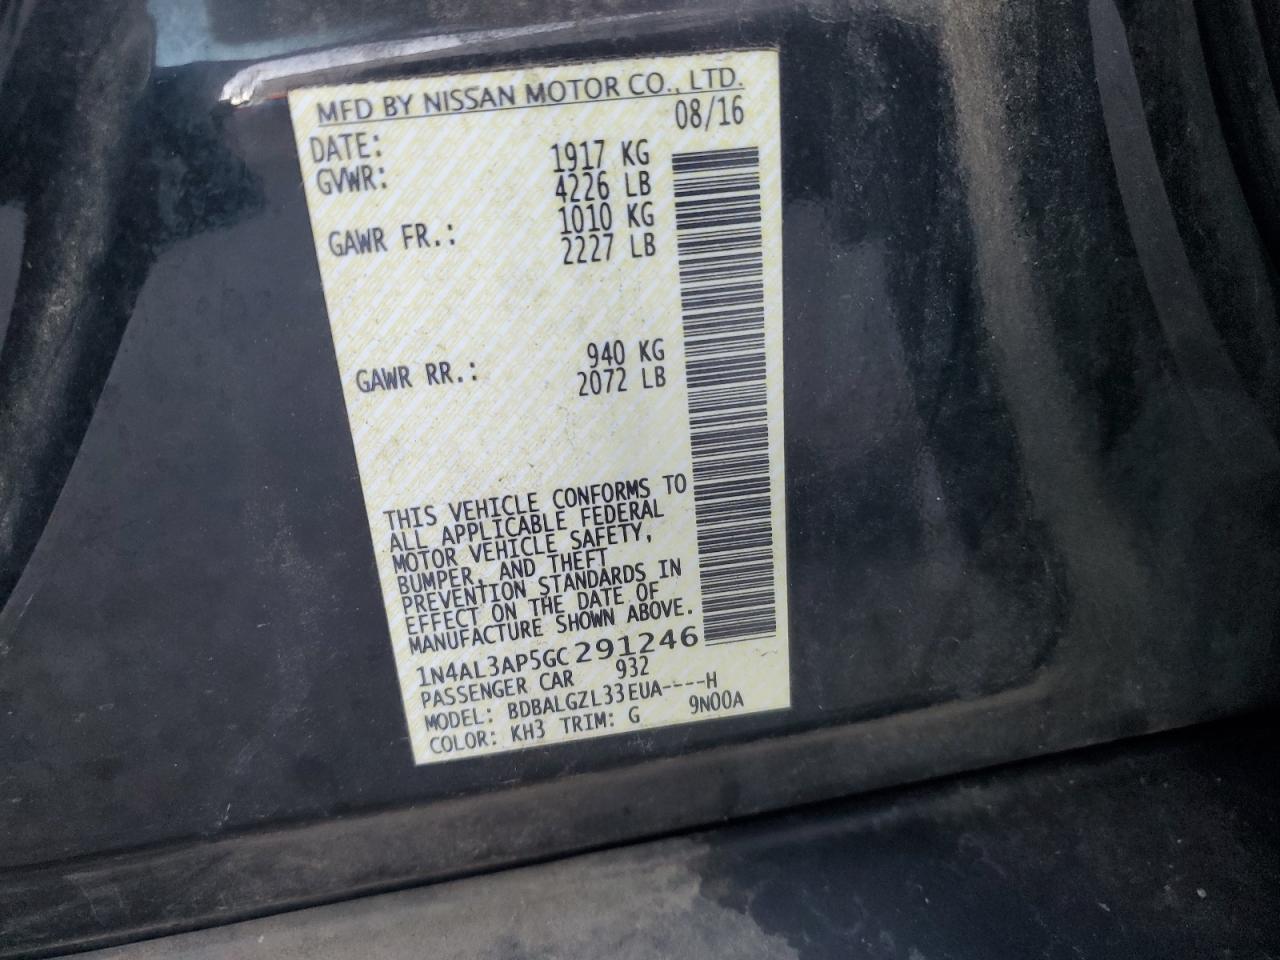 MFD BY NISSAN MOTOR CO., LTD.
DATE: 08/16
GVWR: 1917 KG
4226 LB
GAWR FR.: 1010 KG
2227 LB
GAWR RR.: 940 KG
2072 LB
THIS VEHICLE CONFORMS TO
ALL APPLICABLE FEDERAL
MOTOR VEHICLE SAFETY,
BUMPER, AND THEFT
PREVENTION STANDARDS IN
EFFECT ON THE DATE OF
MANUFACTURE SHOWN ABOVE.
1N4AL3AP5GC291246
PASSENGER CAR 932
MODEL: BDBALGZL33EUA----H
COLOR: KH3 TRIM: G 9N00A